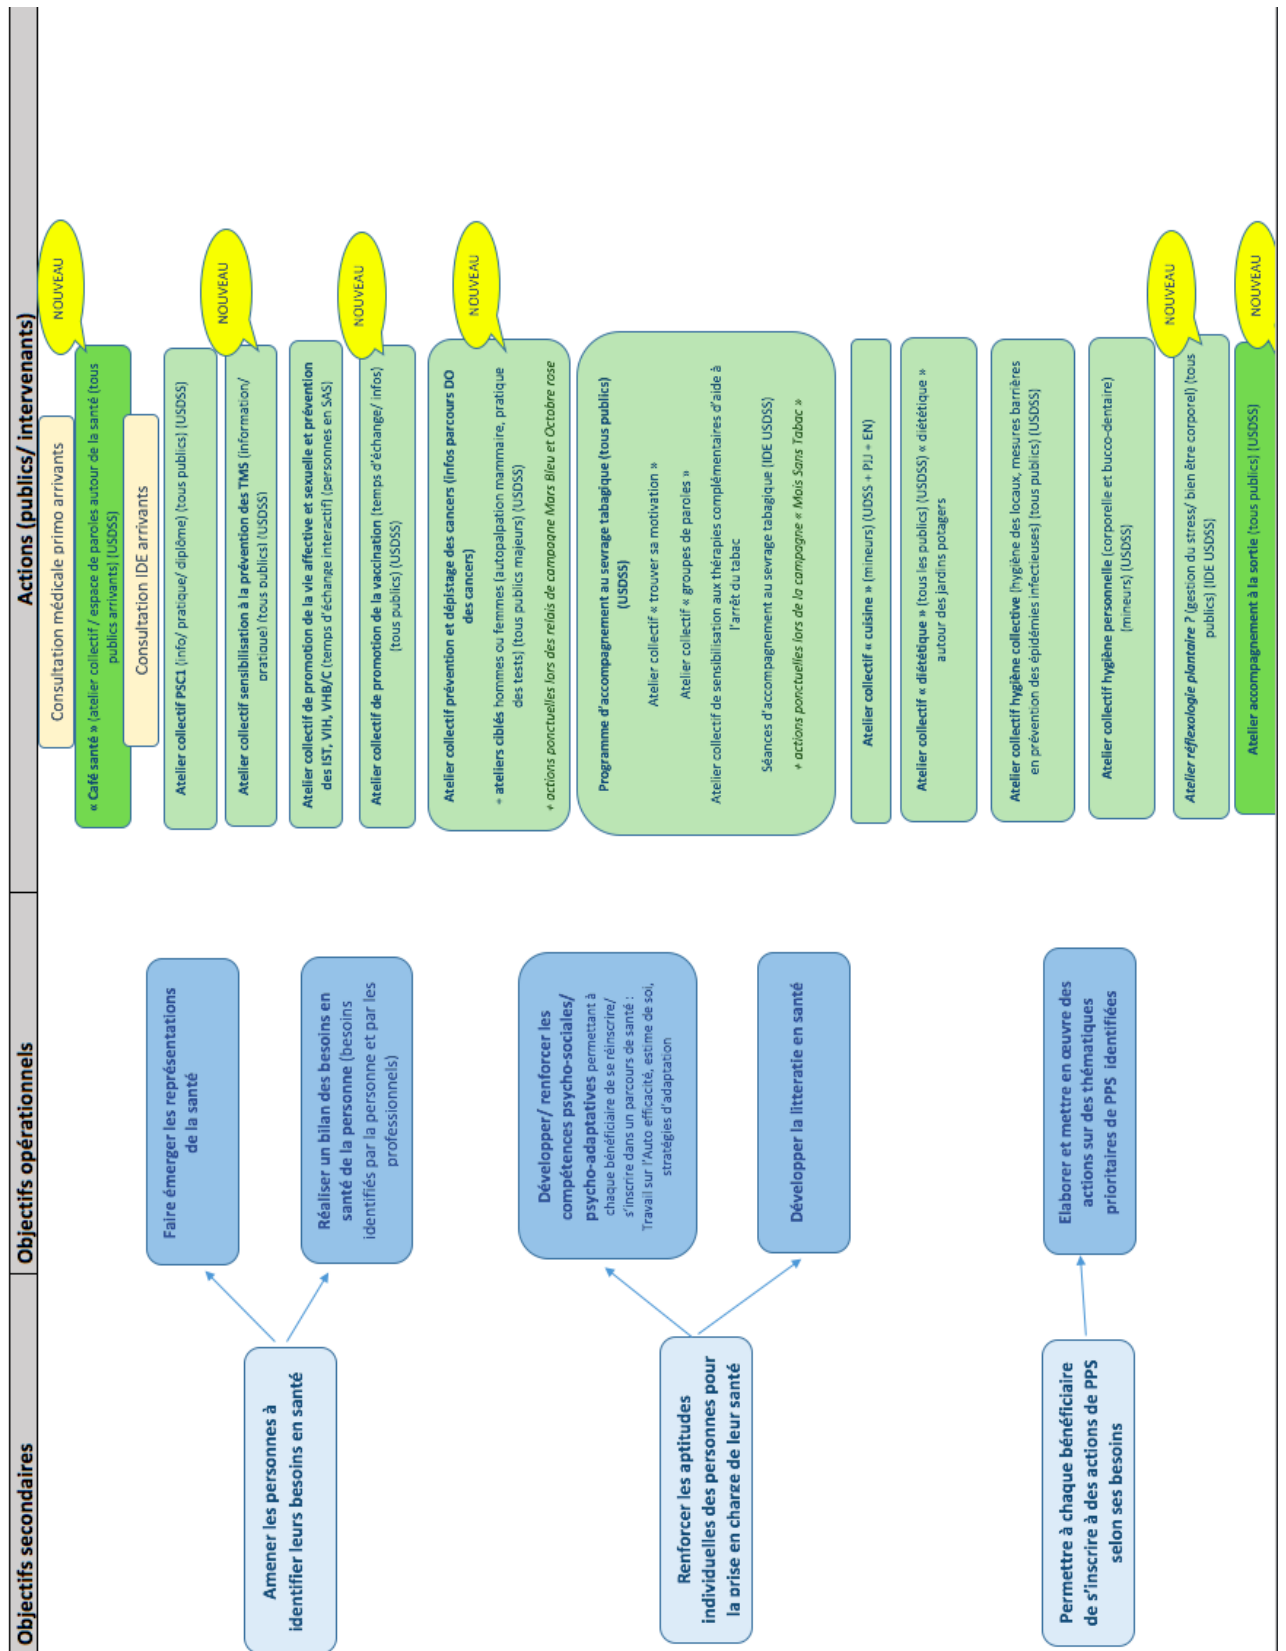 Objectifs secondaires
Objectifs opérationnels
Actions (publics/ intervenants)
Amener les personnes à
identifier leurs besoins en santé
Renforcer les aptitudes
individuelles des personnes pour
la prise en charge de leur santé
Permettre à chaque bénéficiaire
de s'inscrire à des actions de PPS
selon ses besoins
Faire émerger les représentations
de la santé
Réaliser un bilan des besoins en
santé de la personne (besoins
identifiés par la personne et par les
professionnels)
Développer/ renforcer les
compétences psycho-sociales/
psycho-adaptatives permettant à
chaque bénéficiaire de se réinscrire/
s'inscrire dans un parcours de santé :
Travail sur l'Auto efficacité, estime de soi,
stratégies d'adaptation
Développer la litteratie en santé
Elaborer et mettre en œuvre des
actions sur des thématiques
prioritaires de PPS identifiées
Consultation médicale primo arrivants
NOUVEAU
« Café santé » (atelier collectif / espace de paroles autour de la santé (tous
publics arrivants) (USDSS)
Consultation IDE arrivants
Atelier collectif PSC1 (info/ pratique/ diplôme) (tous publics) (USDSS)
NOUVEAU
Atelier collectif sensibilisation à la prévention des TMS (information/
pratique) (tous publics) (USDSS)
Atelier collectif de promotion de la vie affective et sexuelle et prévention
des IST, VIH, VHB/C (temps d'échange interactif) (personnes en SAS)
NOUVEAU
Atelier collectif de promotion de la vaccination (temps d'échange/ infos)
(tous publics) (USDSS)
NOUVEAU
Atelier collectif prévention et dépistage des cancers (infos parcours DO
des cancers)
+ ateliers ciblés hommes ou femmes (autopalpation mammaire, pratique
des tests) (tous publics majeurs) (USDSS)
+ actions ponctuelles lors des relais de campagne Mars Bleu et Octobre rose
Programme d'accompagnement au sevrage tabagique (tous publics)
(USDSS)
Atelier collectif « trouver sa motivation »
Atelier collectif « groupes de paroles »
Atelier collectif de sensibilisation aux thérapies complémentaires d'aide à
l'arrêt du tabac
Séances d'accompagnement au sevrage tabagique (IDE USDSS)
+ actions ponctuelles lors de la campagne « Mois Sans Tabac »
Atelier collectif « cuisine » (mineurs) (UDSS + PJJ + EN)
Atelier collectif « diététique » (tous les publics) (USDSS) « diététique »
autour des jardins potagers
Atelier collectif hygiène collective (hygiène des locaux, mesures barrières
en prévention des épidémies infectieuses) (tous publics) (USDSS)
Atelier collectif hygiène personnelle (corporelle et bucco-dentaire)
(mineurs) (USDSS)
NOUVEAU
Atelier réflexologie plantaire ? (gestion du stress/ bien être corporel) (tous
publics) (IDE USDSS)
NOUVEAU
Atelier accompagnement à la sortie (tous publics) (USDSS)